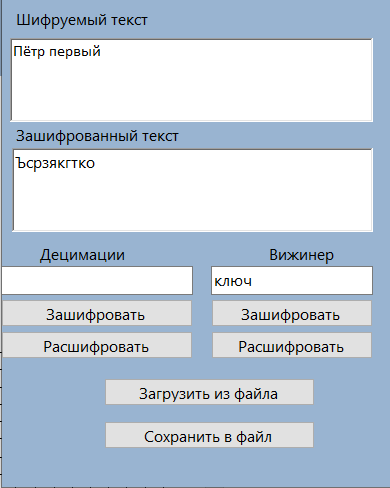 Шифруемый текст
Пётр первый
Зашифрованный текст
Ъсрзякгтко
Децимации Вижинер
ключ
Зашифровать Зашифровать
Расшифровать Расшифровать
Загрузить из файла
Сохранить в файл